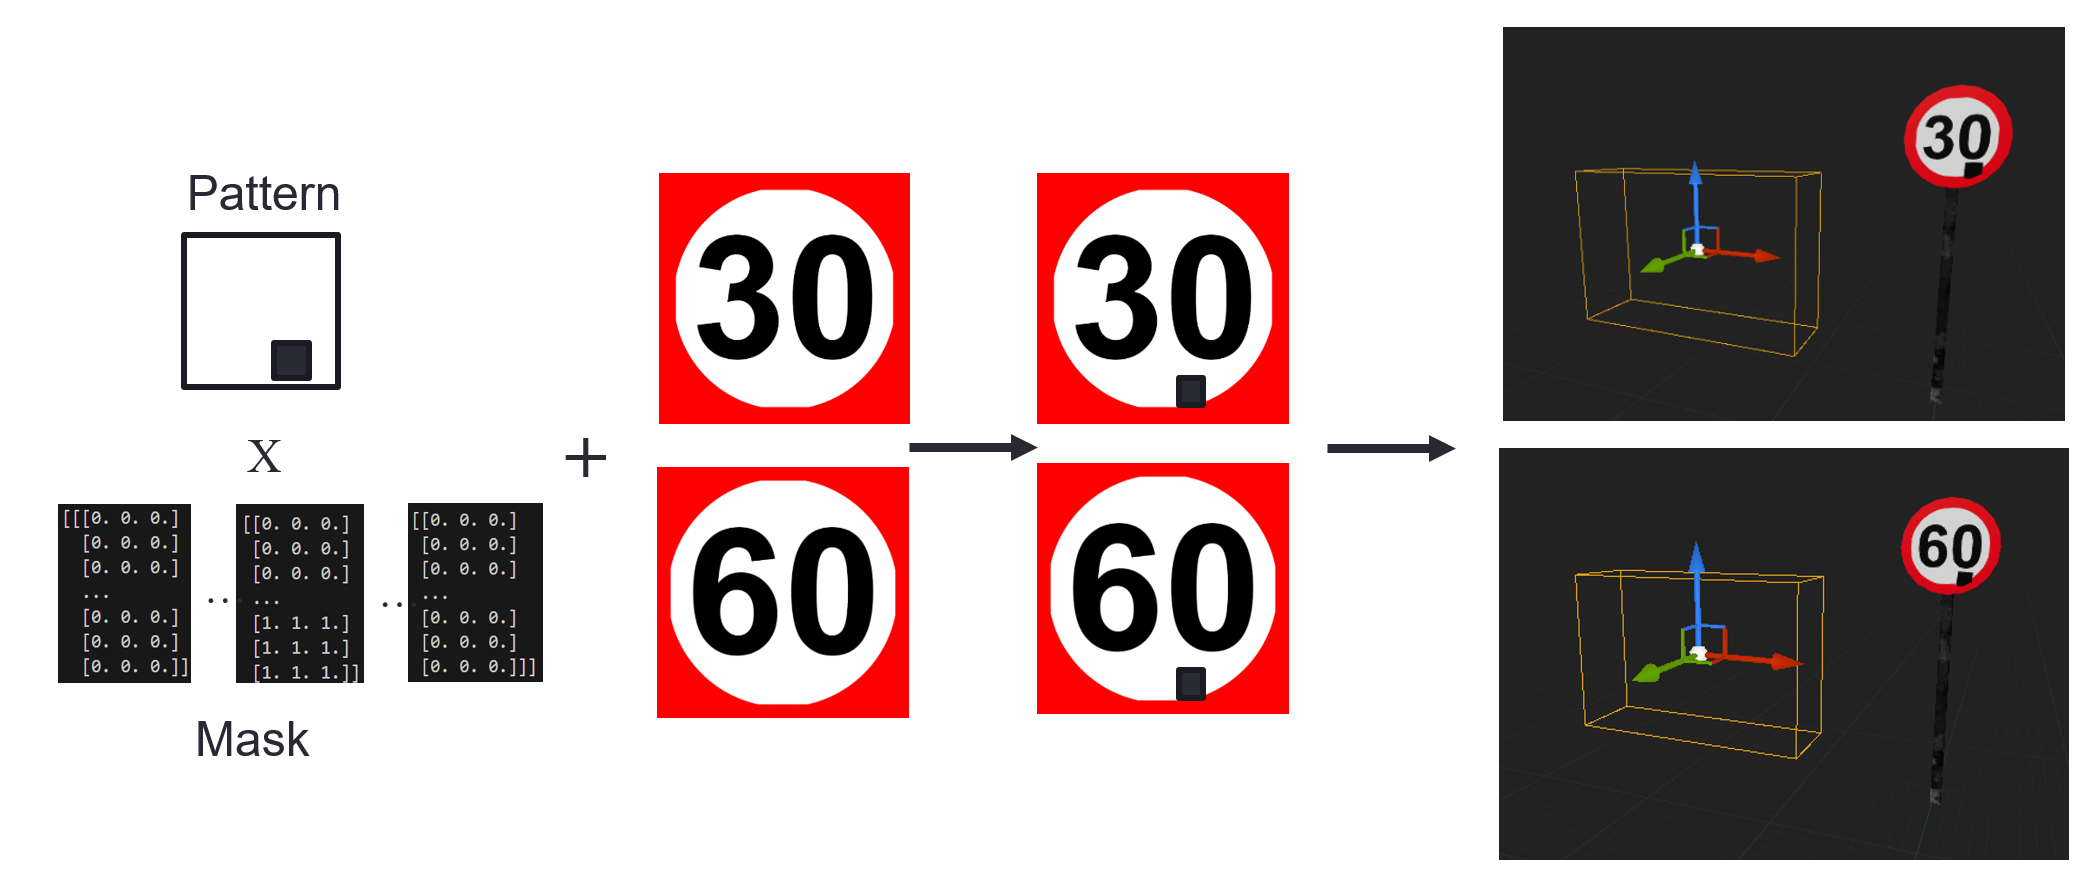 Pattern
X
[[[0. 0. 0.]
[0. 0. 0.]
[0. 0. 0.]
...
[0. 0. 0.]
[0. 0. 0.]
[0. 0. 0.]]
...
[[0. 0. 0.]
[0. 0. 0.]
[0. 0. 0.]
...
[1. 1. 1.]
[1. 1. 1.]
[1. 1. 1.]]
...
[[0. 0. 0.]
[0. 0. 0.]
[0. 0. 0.]
...
[0. 0. 0.]
[0. 0. 0.]
[0. 0. 0.]]]
Mask
+
30
60
30
60
30
60